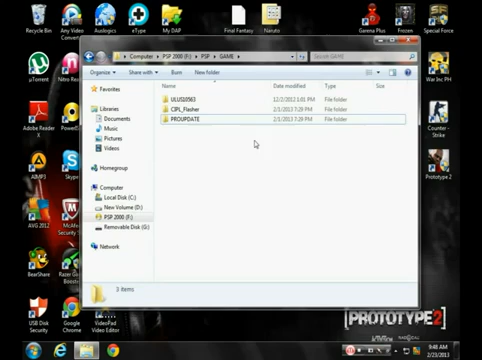 Recycle Bin
Any Video Converter
Auslogics
eType
My DAP
Final Fantasy
Naruto
Garena Plus
Frozen
Special Force
Computer
PSP 2000 (F:)
PSP
GAME
Search GAME
Organize
Share with
Burn
New folder
Name
Date modified
Type
Size
Favorites
Libraries
Documents
Music
Pictures
Videos
Homegroup
Computer
Local Disk (C:)
New Volume (D:)
PSP 2000 (F:)
Removable Disk (G:)
Network
ULUS10563
12/2/2012 1:01 PM
File folder
CIPL_Flasher
2/1/2013 7:29 PM
File folder
PROUPDATE
2/1/2013 7:29 PM
File folder
3 items
µTorrent
Nitro
Adobe Reader X
AIMP3
Skype
AVG 2012
McAfee Security
BearShare
Razer
Booster
USB Disk Security
Google Chrome
VideoPad Video Editor
War Inc PH
Counter-Strike
Prototype 2
PROTOTYPE 2
ACTIVISION
RADICAL
9:48 AM
2/23/2013